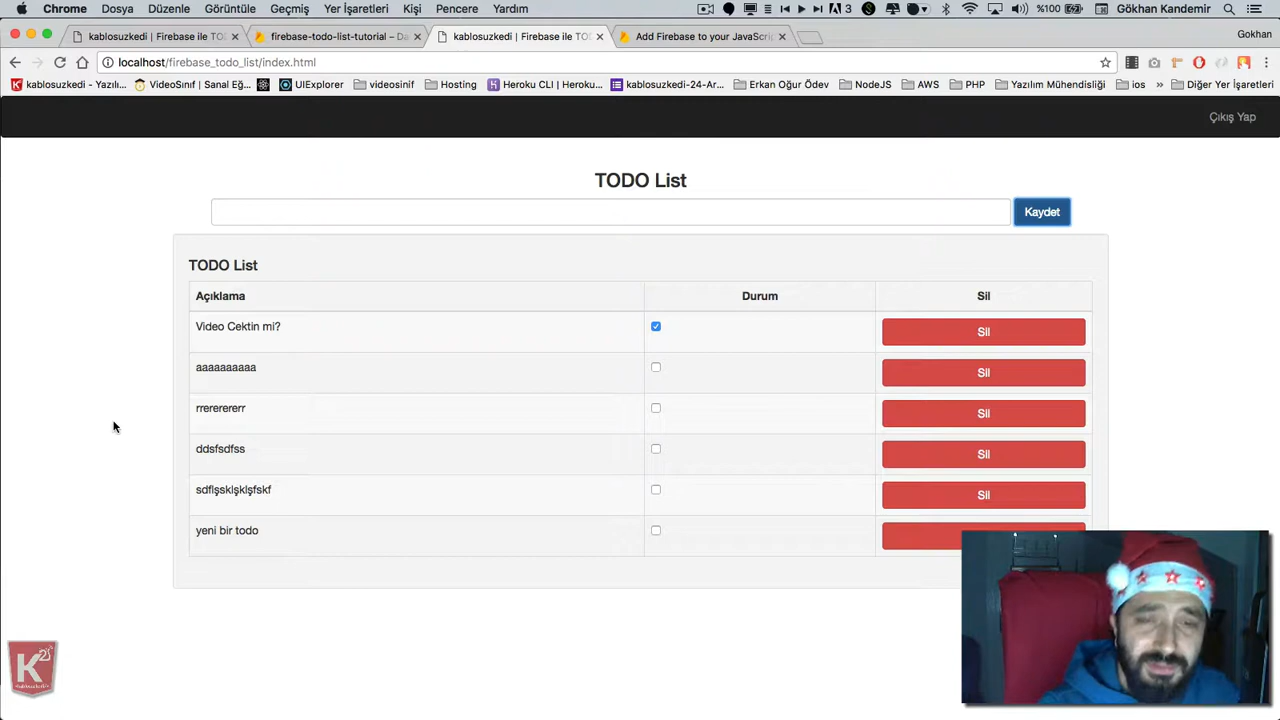 Chrome Dosya Düzenle Görüntüle Geçmiş Yer İşaretleri Kişi Pencere Yardım 3 %100 Gökhan Kandemir
kablosuzkedi | Firebase ile TO firebase-todo-list-tutorial – Da kablosuzkedi | Firebase ile TO Add Firebase to your JavaScri Gokhan
localhost/firebase_todo_list/index.html
kablosuzkedi - Yazılı... VideoSınıf | Sanal Eğ... UIExplorer videosinif Hosting Heroku CLI | Heroku... kablosuzkedi-24-Ar... Erkan Oğur Ödev NodeJS AWS PHP Yazılım Mühendisliği ios » Diğer Yer İşaretleri
Çıkış Yap
TODO List
Kaydet
TODO List
Açıklama Durum Sil
Video Cektin mi? Sil
aaaaaaaaaa Sil
rrerererERR Sil
ddsfsdfss Sil
sdflşsklşklşfskf Sil
yeni bir todo
K